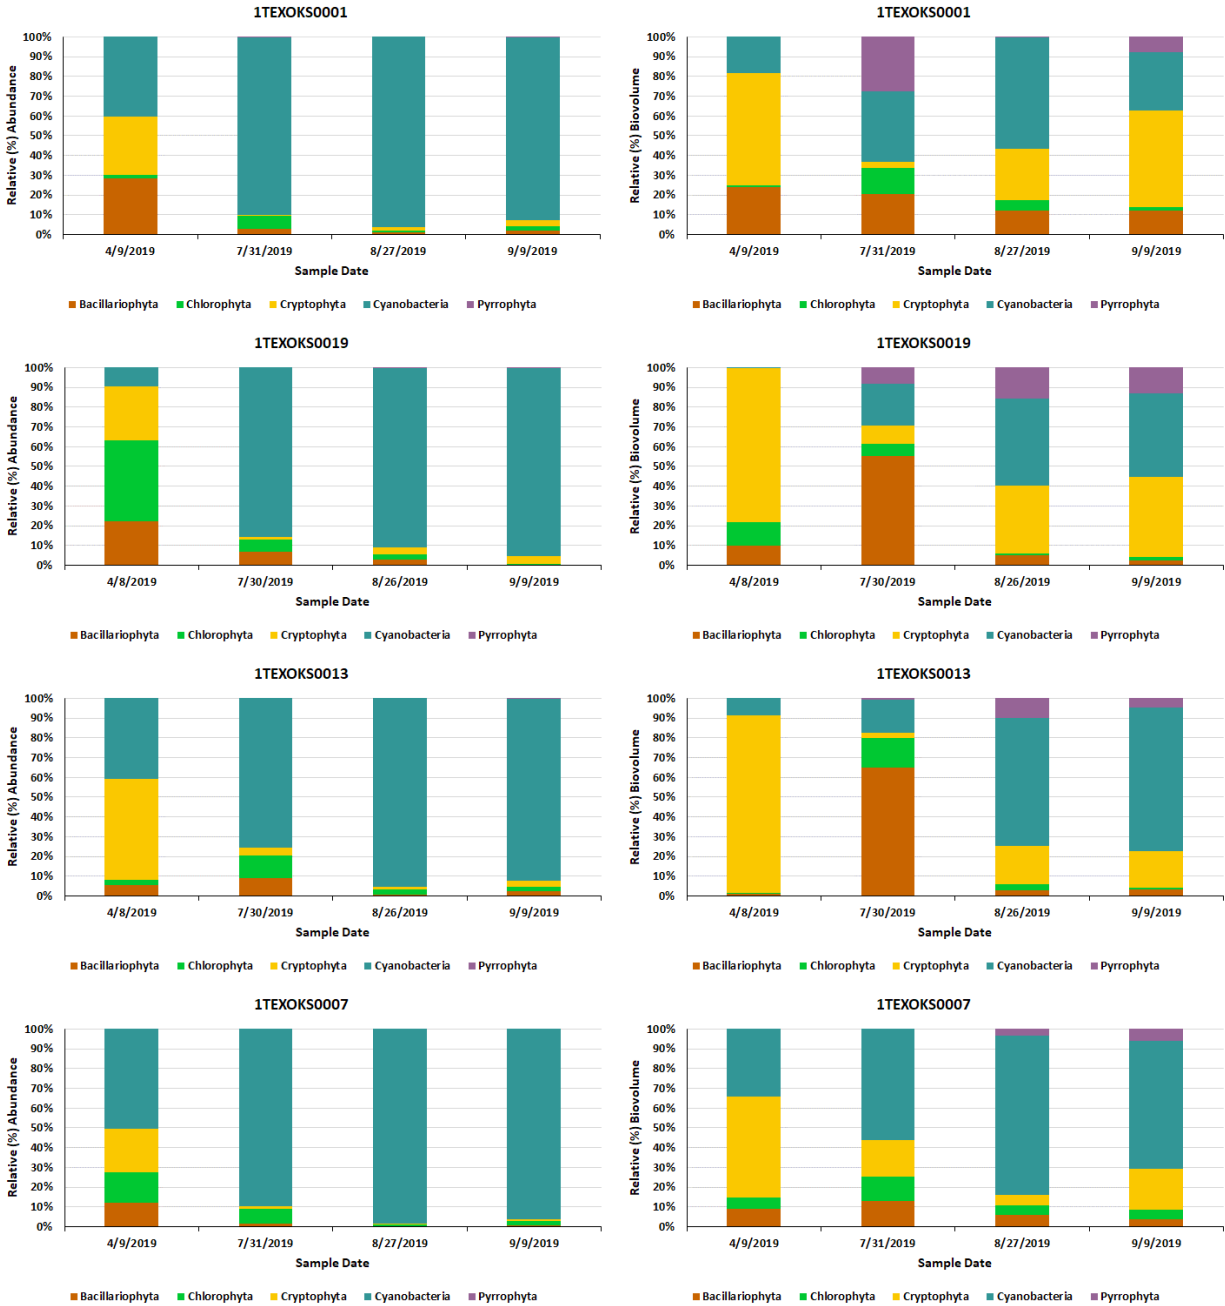 1TEXOKS0001
Relative (%) Abundance
100%
90%
80%
70%
60%
50%
40%
30%
20%
10%
0%
4/9/2019 7/31/2019 8/27/2019 9/9/2019
Sample Date
Bacillariophyta Chlorophyta Cryptophyta Cyanobacteria Pyrrophyta
1TEXOKS0001
Relative (%) Biovolume
100%
90%
80%
70%
60%
50%
40%
30%
20%
10%
0%
4/9/2019 7/31/2019 8/27/2019 9/9/2019
Sample Date
Bacillariophyta Chlorophyta Cryptophyta Cyanobacteria Pyrrophyta
1TEXOKS0019
Relative (%) Abundance
100%
90%
80%
70%
60%
50%
40%
30%
20%
10%
0%
4/8/2019 7/30/2019 8/26/2019 9/9/2019
Sample Date
Bacillariophyta Chlorophyta Cryptophyta Cyanobacteria Pyrrophyta
1TEXOKS0019
Relative (%) Biovolume
100%
90%
80%
70%
60%
50%
40%
30%
20%
10%
0%
4/8/2019 7/30/2019 8/26/2019 9/9/2019
Sample Date
Bacillariophyta Chlorophyta Cryptophyta Cyanobacteria Pyrrophyta
1TEXOKS0013
Relative (%) Abundance
100%
90%
80%
70%
60%
50%
40%
30%
20%
10%
0%
4/8/2019 7/30/2019 8/26/2019 9/9/2019
Sample Date
Bacillariophyta Chlorophyta Cryptophyta Cyanobacteria Pyrrophyta
1TEXOKS0013
Relative (%) Biovolume
100%
90%
80%
70%
60%
50%
40%
30%
20%
10%
0%
4/8/2019 7/30/2019 8/26/2019 9/9/2019
Sample Date
Bacillariophyta Chlorophyta Cryptophyta Cyanobacteria Pyrrophyta
1TEXOKS0007
Relative (%) Abundance
100%
90%
80%
70%
60%
50%
40%
30%
20%
10%
0%
4/9/2019 7/31/2019 8/27/2019 9/9/2019
Sample Date
Bacillariophyta Chlorophyta Cryptophyta Cyanobacteria Pyrrophyta
1TEXOKS0007
Relative (%) Biovolume
100%
90%
80%
70%
60%
50%
40%
30%
20%
10%
0%
4/9/2019 7/31/2019 8/27/2019 9/9/2019
Sample Date
Bacillariophyta Chlorophyta Cryptophyta Cyanobacteria Pyrrophyta